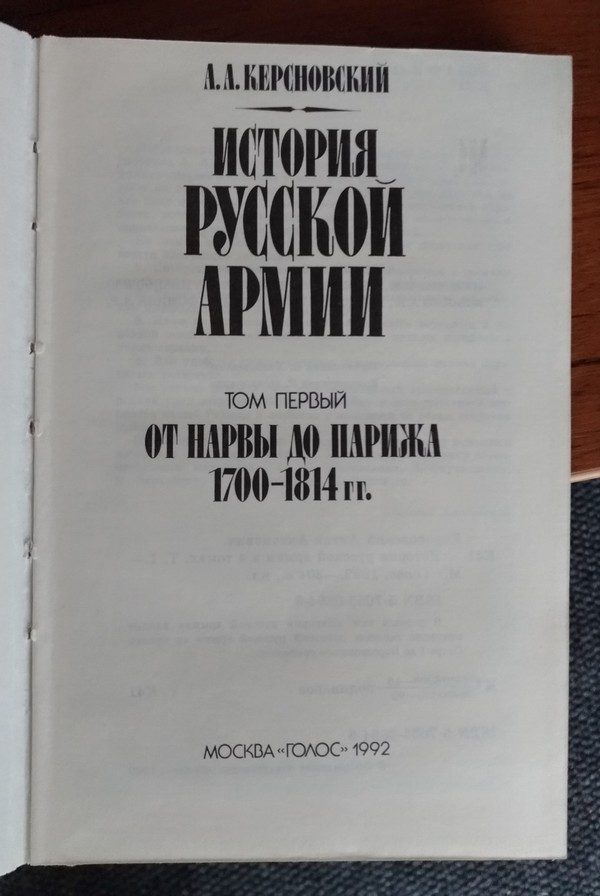 А. А. КЕРСНОВСКИЙ
ИСТОРИЯ
РУССКОЙ
АРМИИ
ТОМ ПЕРВЫЙ
ОТ НАРВЫ ДО ПАРИЖА
1700–1814 гг.
МОСКВА «ГОЛОС» 1992